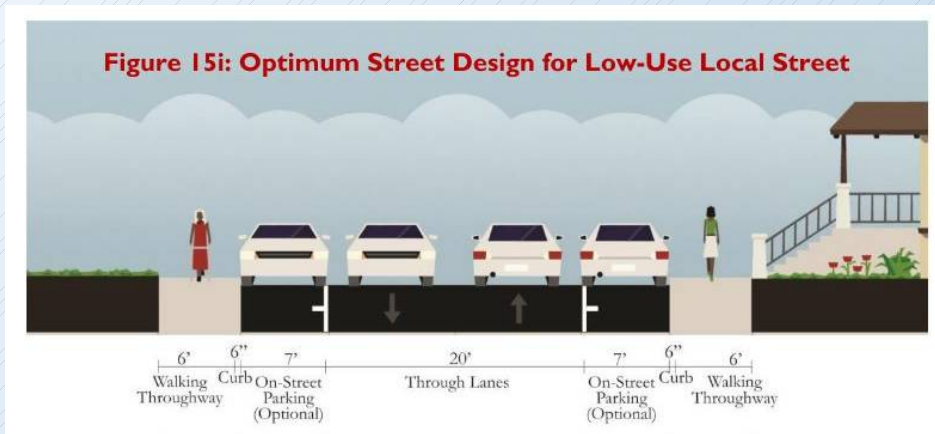 Figure 15i: Optimum Street Design for Low-Use Local Street
6’ 6” 7’ 20’ 7’ 6” 6’
Walking Throughway
Curb
On-Street Parking (Optional)
Through Lanes
On-Street Parking (Optional)
Curb
Walking Throughway